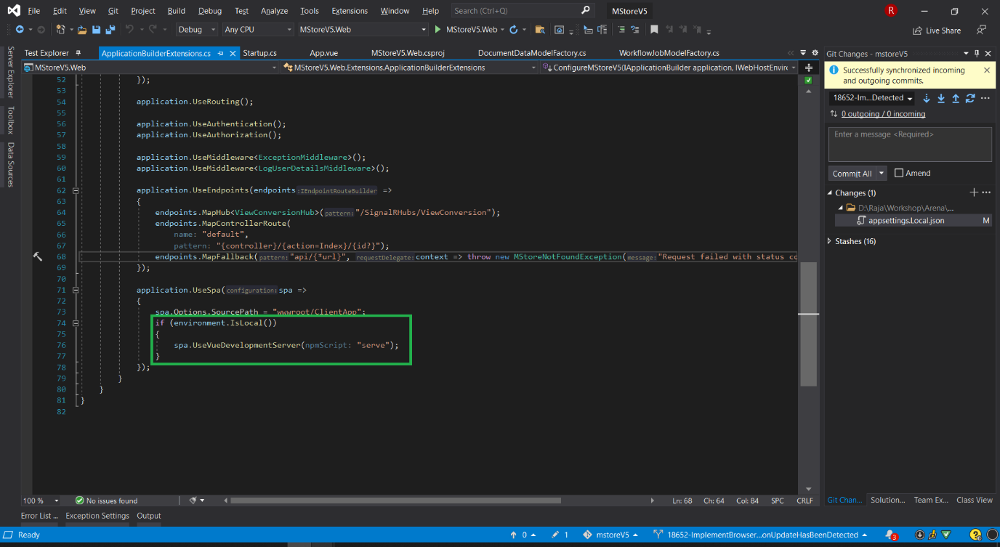 File Edit View Git Project Build Debug Test Analyze Tools Extensions Window Help Search (Ctrl+Q) MStoreV5 R
Debug Any CPU MStoreV5.Web MStoreV5.Web Live Share
Server Explorer
Toolbox
Data Sources
Test Explorer ApplicationBuilderExtensions.cs Startup.cs App.vue MStoreV5.Web.csproj DocumentDataModelFactory.cs WorkflowJobModelFactory.cs
MStoreV5.Web MStoreV5.Web.Extensions.ApplicationBuilderExtensions ConfigureMStoreV5(IApplicationBuilder application, IWebHostEnvir
52 });
53
54 application.UseRouting();
55
56 application.UseAuthentication();
57 application.UseAuthorization();
58
59 application.UseMiddleware<ExceptionMiddleware>();
60 application.UseMiddleware<LogUserDetailsMiddleware>();
61
62 application.UseEndpoints(endpoints:IEndpointRouteBuilder =>
63 {
64 endpoints.MapHub<ViewConversionHub>(pattern:"/SignalRHubs/ViewConversion");
65 endpoints.MapControllerRoute(
66 name: "default",
67 pattern: "{controller}/{action=Index}/{id?}");
68 endpoints.MapFallback(pattern:"api/{*url}", requestDelegate:context => throw new MStoreNotFoundException(message:"Request failed with status co
69 });
70
71 application.UseSpa(configuration:spa =>
72 {
73 spa.Options.SourcePath = "wwwroot/ClientApp";
74 if (environment.IsLocal())
75 {
76 spa.UseVueDevelopmentServer(npmScript: "serve");
77 }
78 });
79 }
80 }
81 }
82
100 % No issues found Ln: 68 Ch: 64 Col: 84 SPC CRLF
Git Changes - mstoreV5
Successfully synchronized incoming
and outgoing commits.
18652-Im...Detected
0 outgoing / 0 incoming
Enter a message <Required>
Commit All Amend
Changes (1)
D:\Raja\Workshop\Arena\...
appsettings.Local.json M
Stashes (16)
Git Chan... Solution... Team Ex... Class View
Error List ... Exception Settings Output
Ready 0 1 mstoreV5 18652-ImplementBrowser...onUpdateHasBeenDetected 3